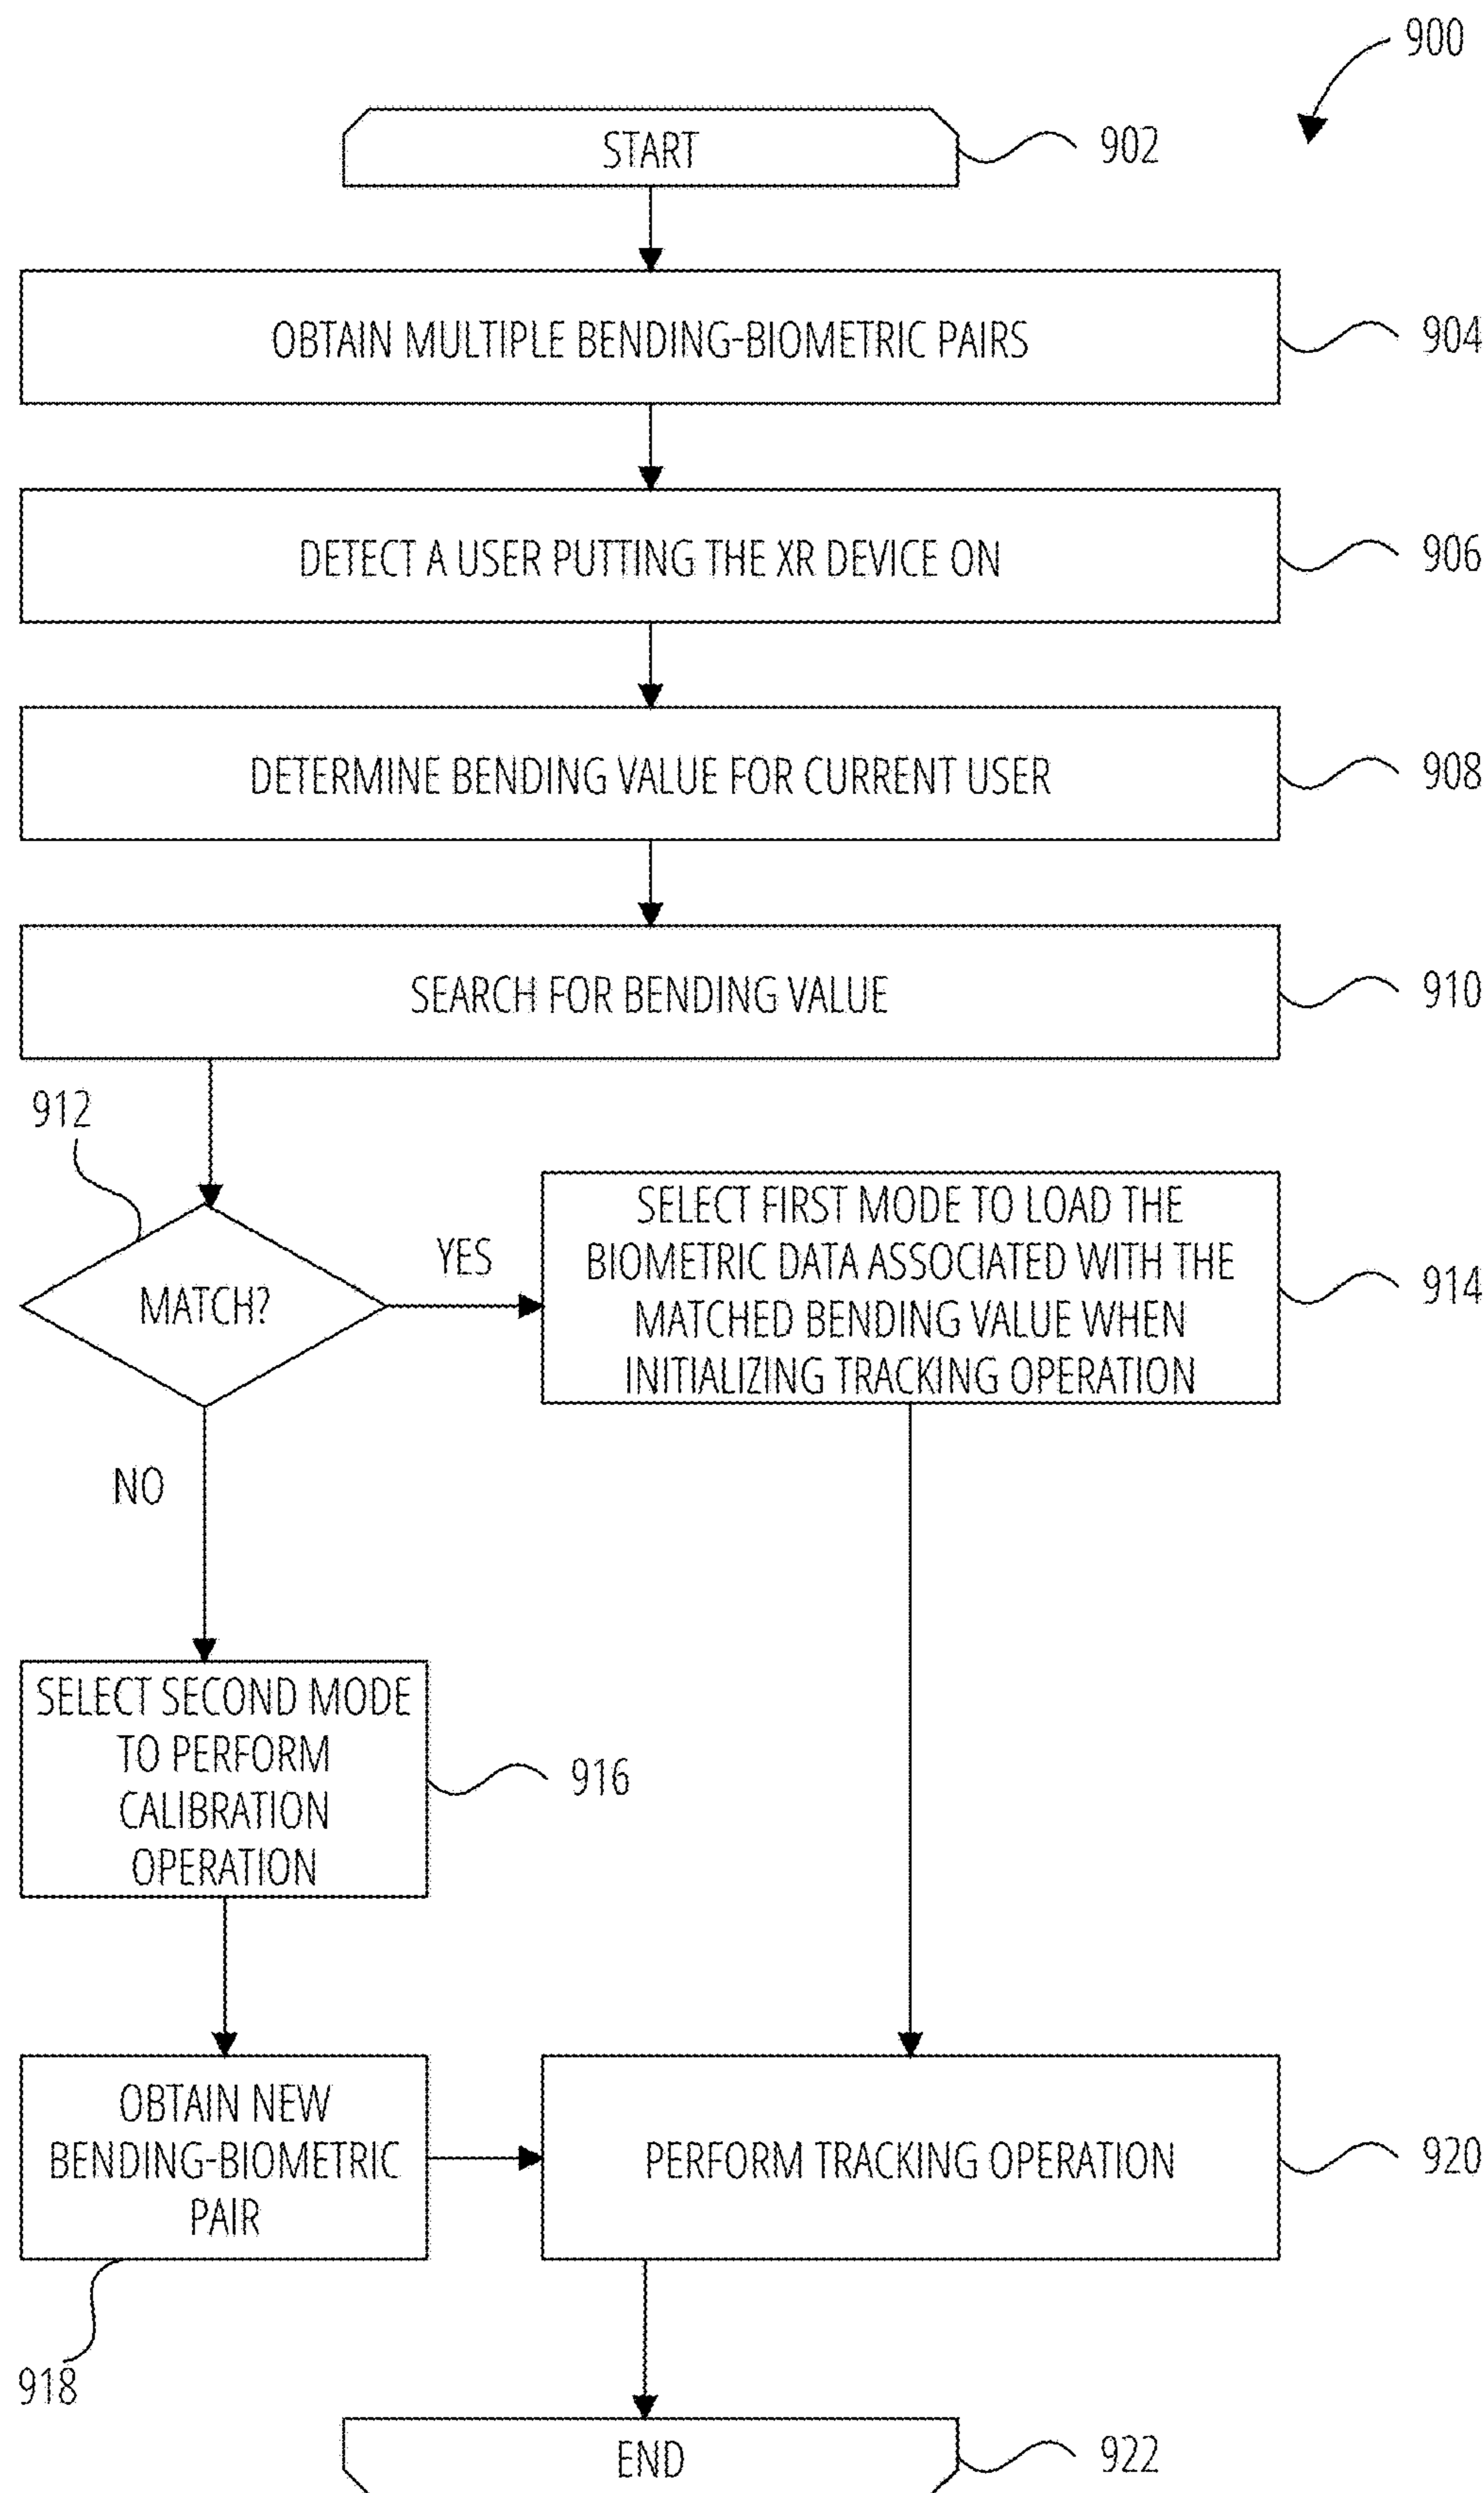 900
START
902
OBTAIN MULTIPLE BENDING-BIOMETRIC PAIRS
904
DETECT A USER PUTTING THE XR DEVICE ON
906
DETERMINE BENDING VALUE FOR CURRENT USER
908
SEARCH FOR BENDING VALUE
910
912
MATCH?
YES
SELECT FIRST MODE TO LOAD THE
BIOMETRIC DATA ASSOCIATED WITH THE
MATCHED BENDING VALUE WHEN
INITIALIZING TRACKING OPERATION
914
NO
SELECT SECOND MODE
TO PERFORM
CALIBRATION
OPERATION
916
OBTAIN NEW
BENDING-BIOMETRIC
PAIR
918
PERFORM TRACKING OPERATION
920
END
922